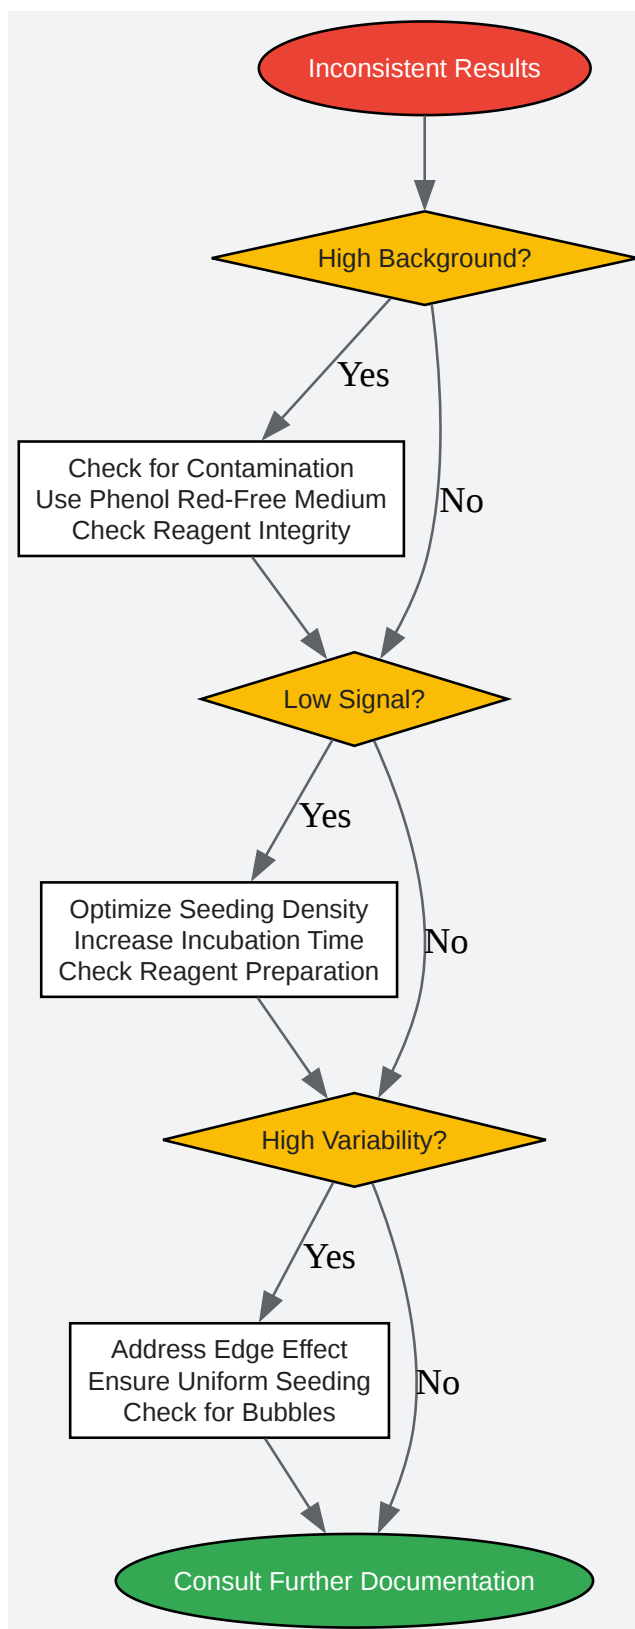 Inconsistent Results
High Background?
Yes
Check for Contamination
Use Phenol Red-Free Medium
Check Reagent Integrity
No
Low Signal?
Yes
Optimize Seeding Density
Increase Incubation Time
Check Reagent Preparation
No
High Variability?
Yes
Address Edge Effect
Ensure Uniform Seeding
Check for Bubbles
No
Consult Further Documentation